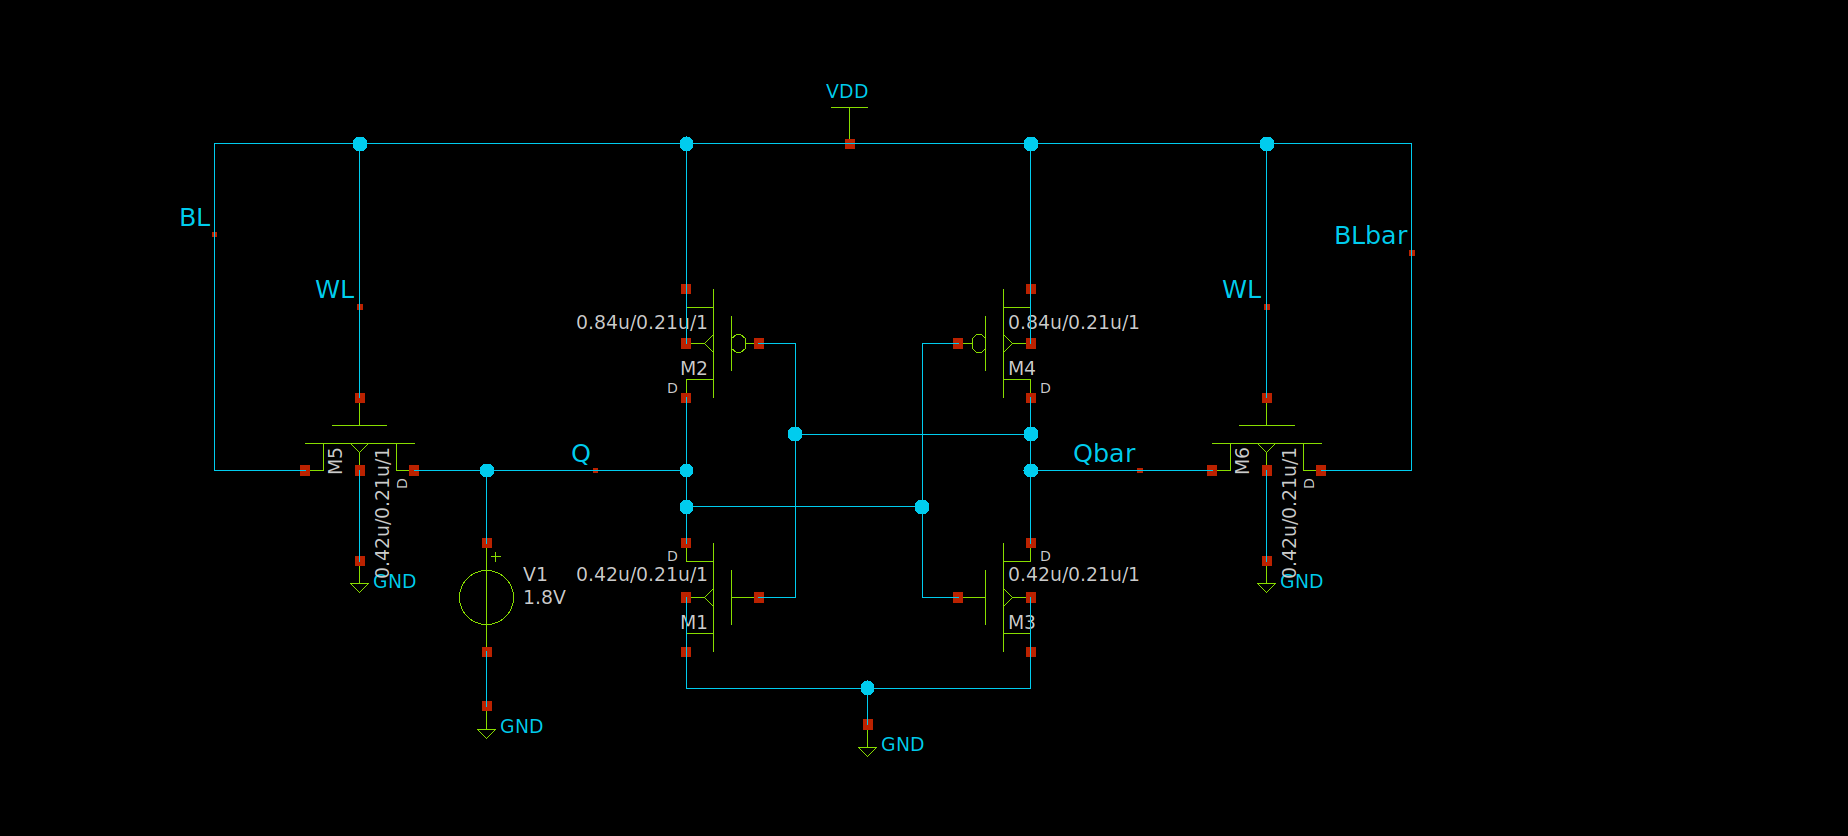 VDD
BL
BLbar
WL
WL
0.84u/0.21u/1
0.84u/0.21u/1
M2
M4
D
D
Q
Qbar
M5
0.42u/0.21u/1
D
M6
0.42u/0.21u/1
D
D
D
+
V1
1.8V
0.42u/0.21u/1
0.42u/0.21u/1
GND
GND
M1
M3
GND
GND